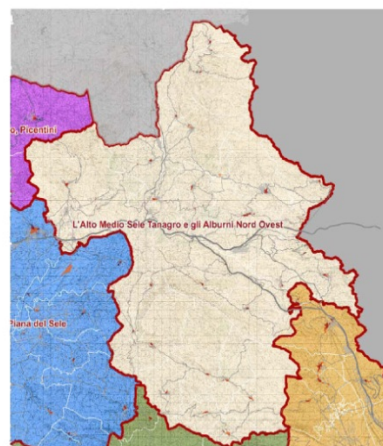 o, Picentini
L'Alto Medio Sele Tanagro e gli Alburni Nord Ovest
Piana del Sele